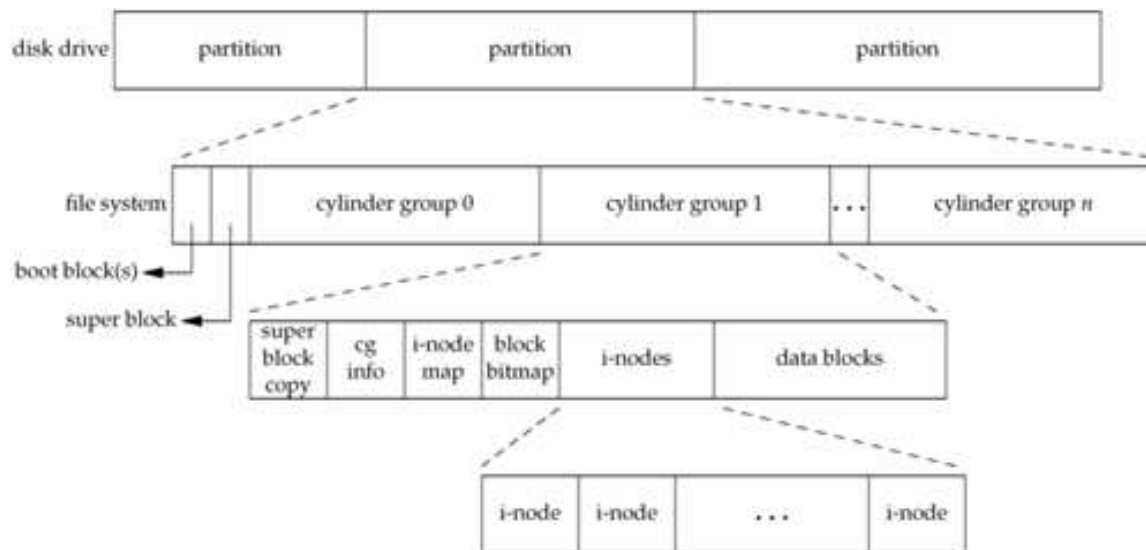 disk drive
partition
partition
partition
file system
cylinder group 0
cylinder group 1
...
cylinder group n
boot block(s)
super block
super
block
copy
cg
info
i-node
map
block
bitmap
i-nodes
data blocks
i-node
i-node
...
i-node